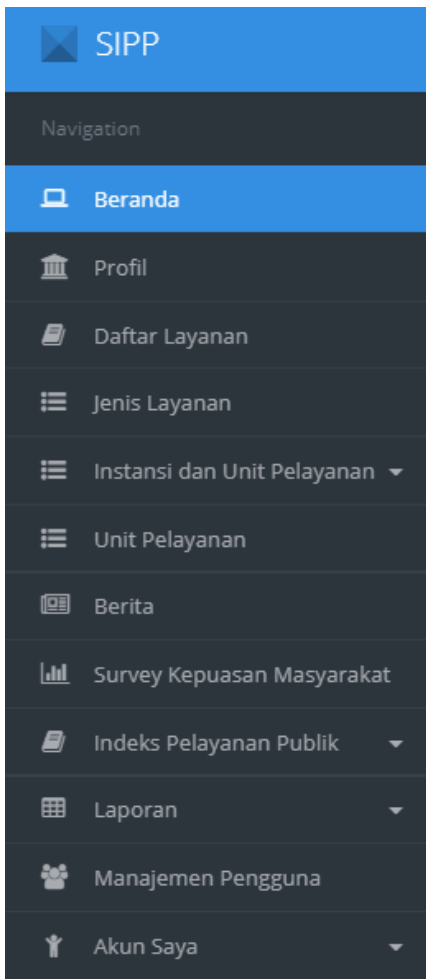 SIPP
Navigation
Beranda
Profil
Daftar Layanan
Jenis Layanan
Instansi dan Unit Pelayanan
Unit Pelayanan
Berita
Survey Kepuasan Masyarakat
Indeks Pelayanan Publik
Laporan
Manajemen Pengguna
Akun Saya